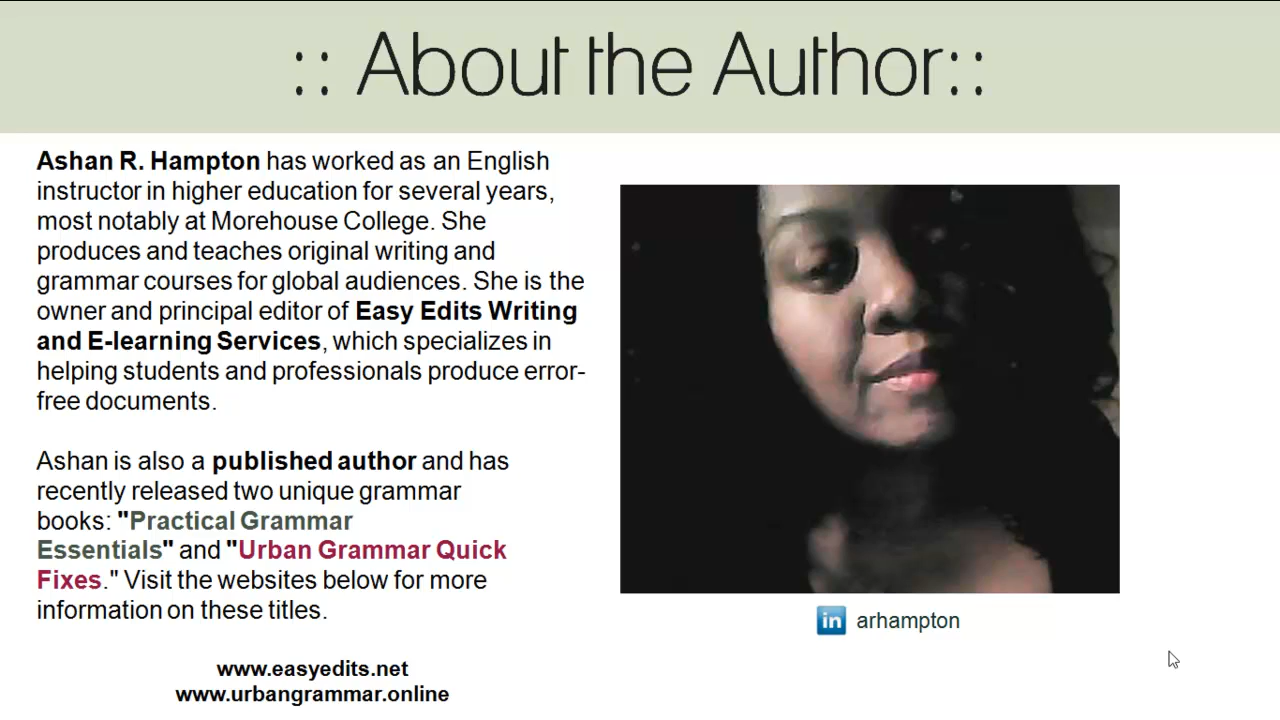 :: About the Author::
Ashan R. Hampton has worked as an English
instructor in higher education for several years,
most notably at Morehouse College. She
produces and teaches original writing and
grammar courses for global audiences. She is the
owner and principal editor of Easy Edits Writing
and E-learning Services, which specializes in
helping students and professionals produce error-
free documents.
Ashan is also a published author and has
recently released two unique grammar
books: "Practical Grammar
Essentials" and "Urban Grammar Quick
Fixes." Visit the websites below for more
information on these titles.
www.easyedits.net
www.urbangrammar.online
in arhampton